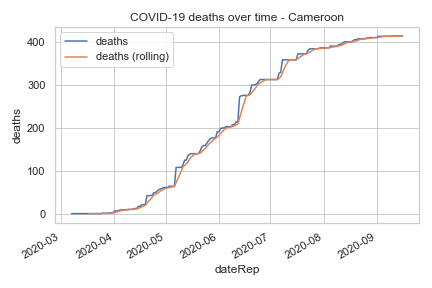 COVID-19 deaths over time - Cameroon
deaths
deaths (rolling)
deaths
400
300
200
100
0
2020-03
2020-04
2020-05
2020-06
2020-07
2020-08
2020-09
dateRep